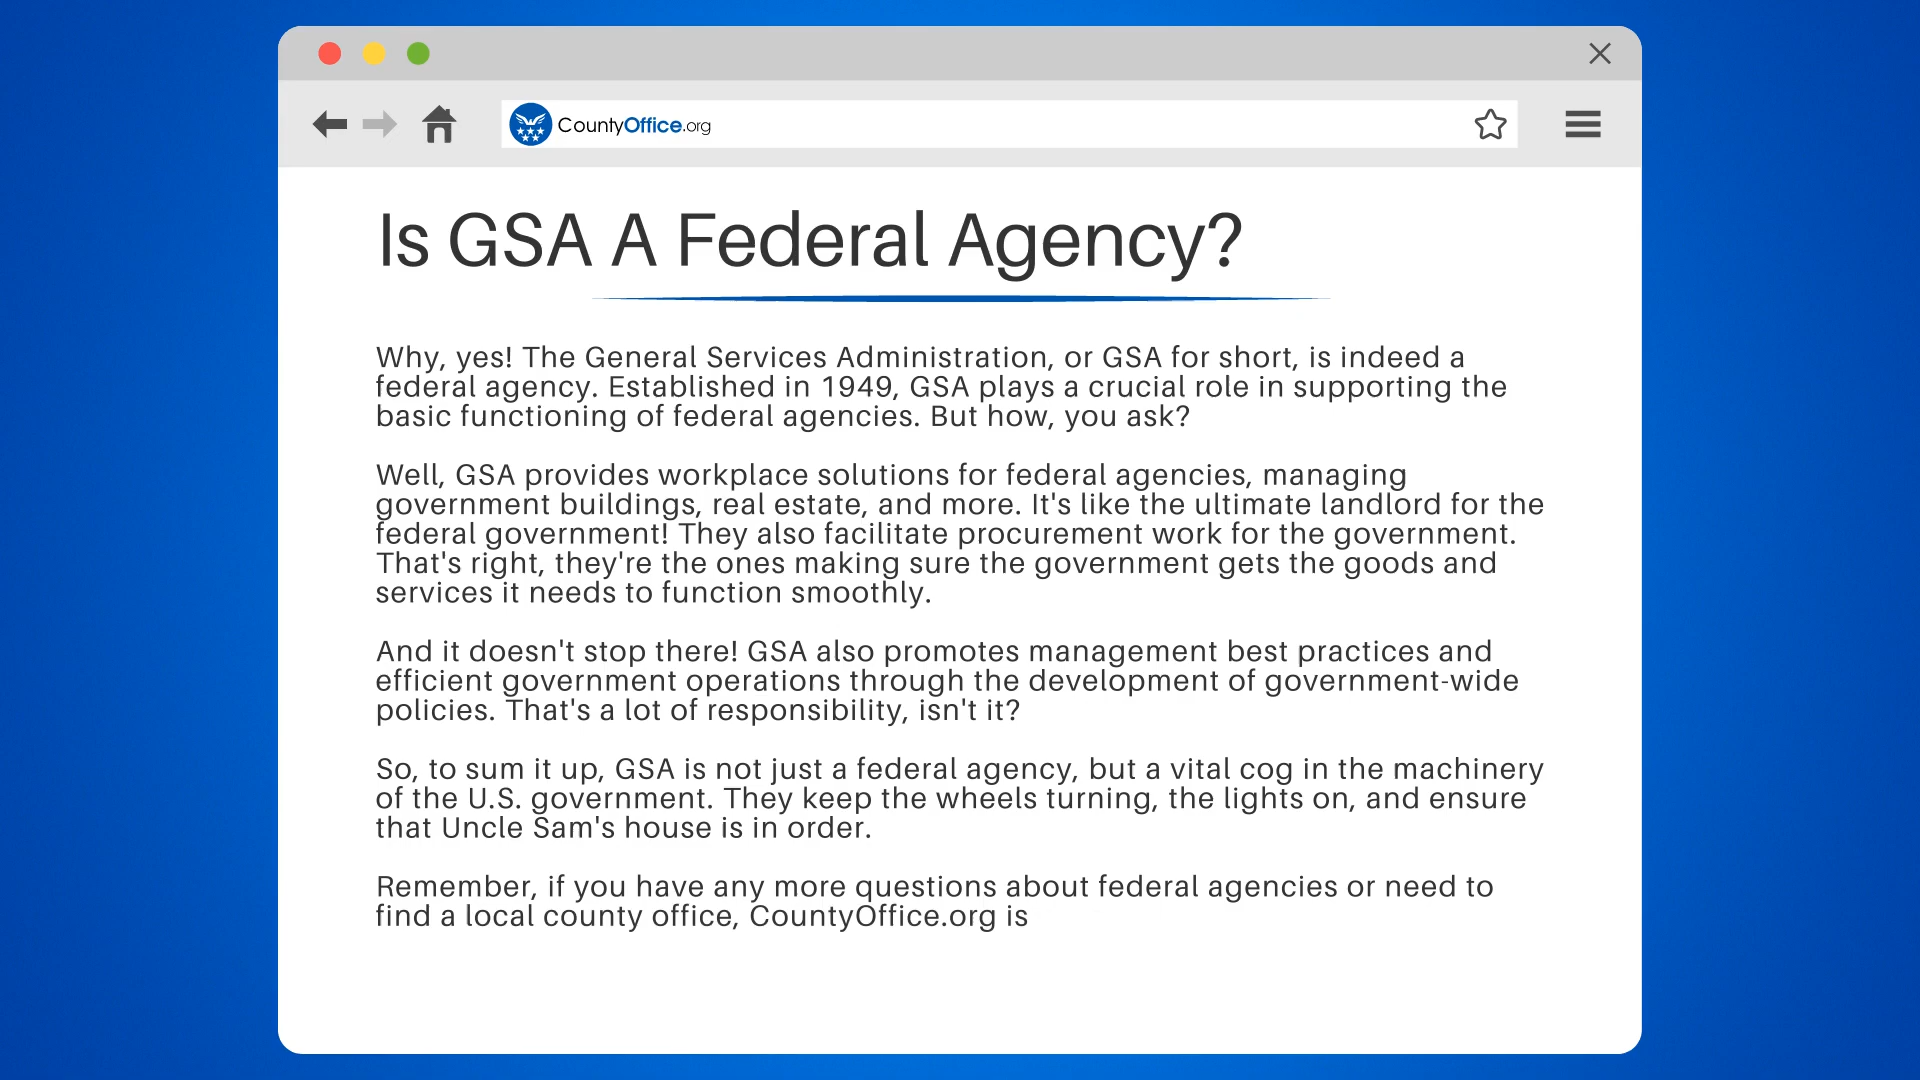 CountyOffice.org
Is GSA A Federal Agency?
Why, yes! The General Services Administration, or GSA for short, is indeed a
federal agency. Established in 1949, GSA plays a crucial role in supporting the
basic functioning of federal agencies. But how, you ask?
Well, GSA provides workplace solutions for federal agencies, managing
government buildings, real estate, and more. It's like the ultimate landlord for the
federal government! They also facilitate procurement work for the government.
That's right, they're the ones making sure the government gets the goods and
services it needs to function smoothly.
And it doesn't stop there! GSA also promotes management best practices and
efficient government operations through the development of government-wide
policies. That's a lot of responsibility, isn't it?
So, to sum it up, GSA is not just a federal agency, but a vital cog in the machinery
of the U.S. government. They keep the wheels turning, the lights on, and ensure
that Uncle Sam's house is in order.
Remember, if you have any more questions about federal agencies or need to
find a local county office, CountyOffice.org is